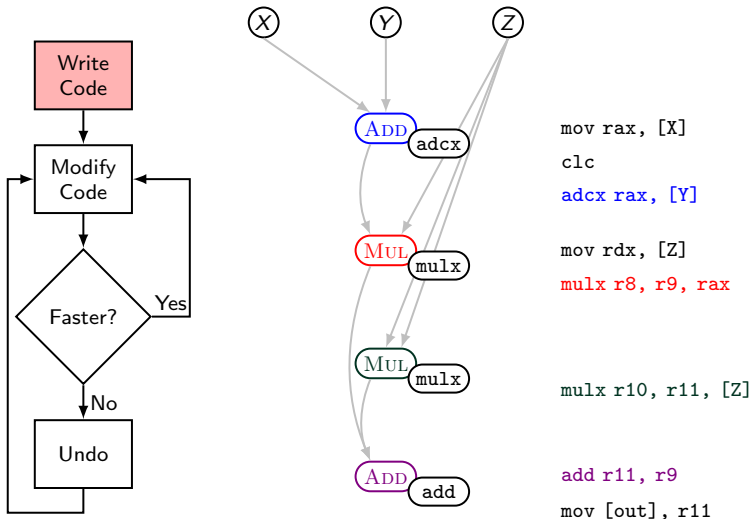 X
Y
Z
Write
Code
Modify
Code
Faster?
Yes
No
Undo
ADD
adcx
MUL
mulx
MUL
mulx
ADD
add
mov rax, [X]
clc
adcx rax, [Y]
mov rdx, [Z]
mulx r8, r9, rax
mulx r10, r11, [Z]
add r11, r9
mov [out], r11